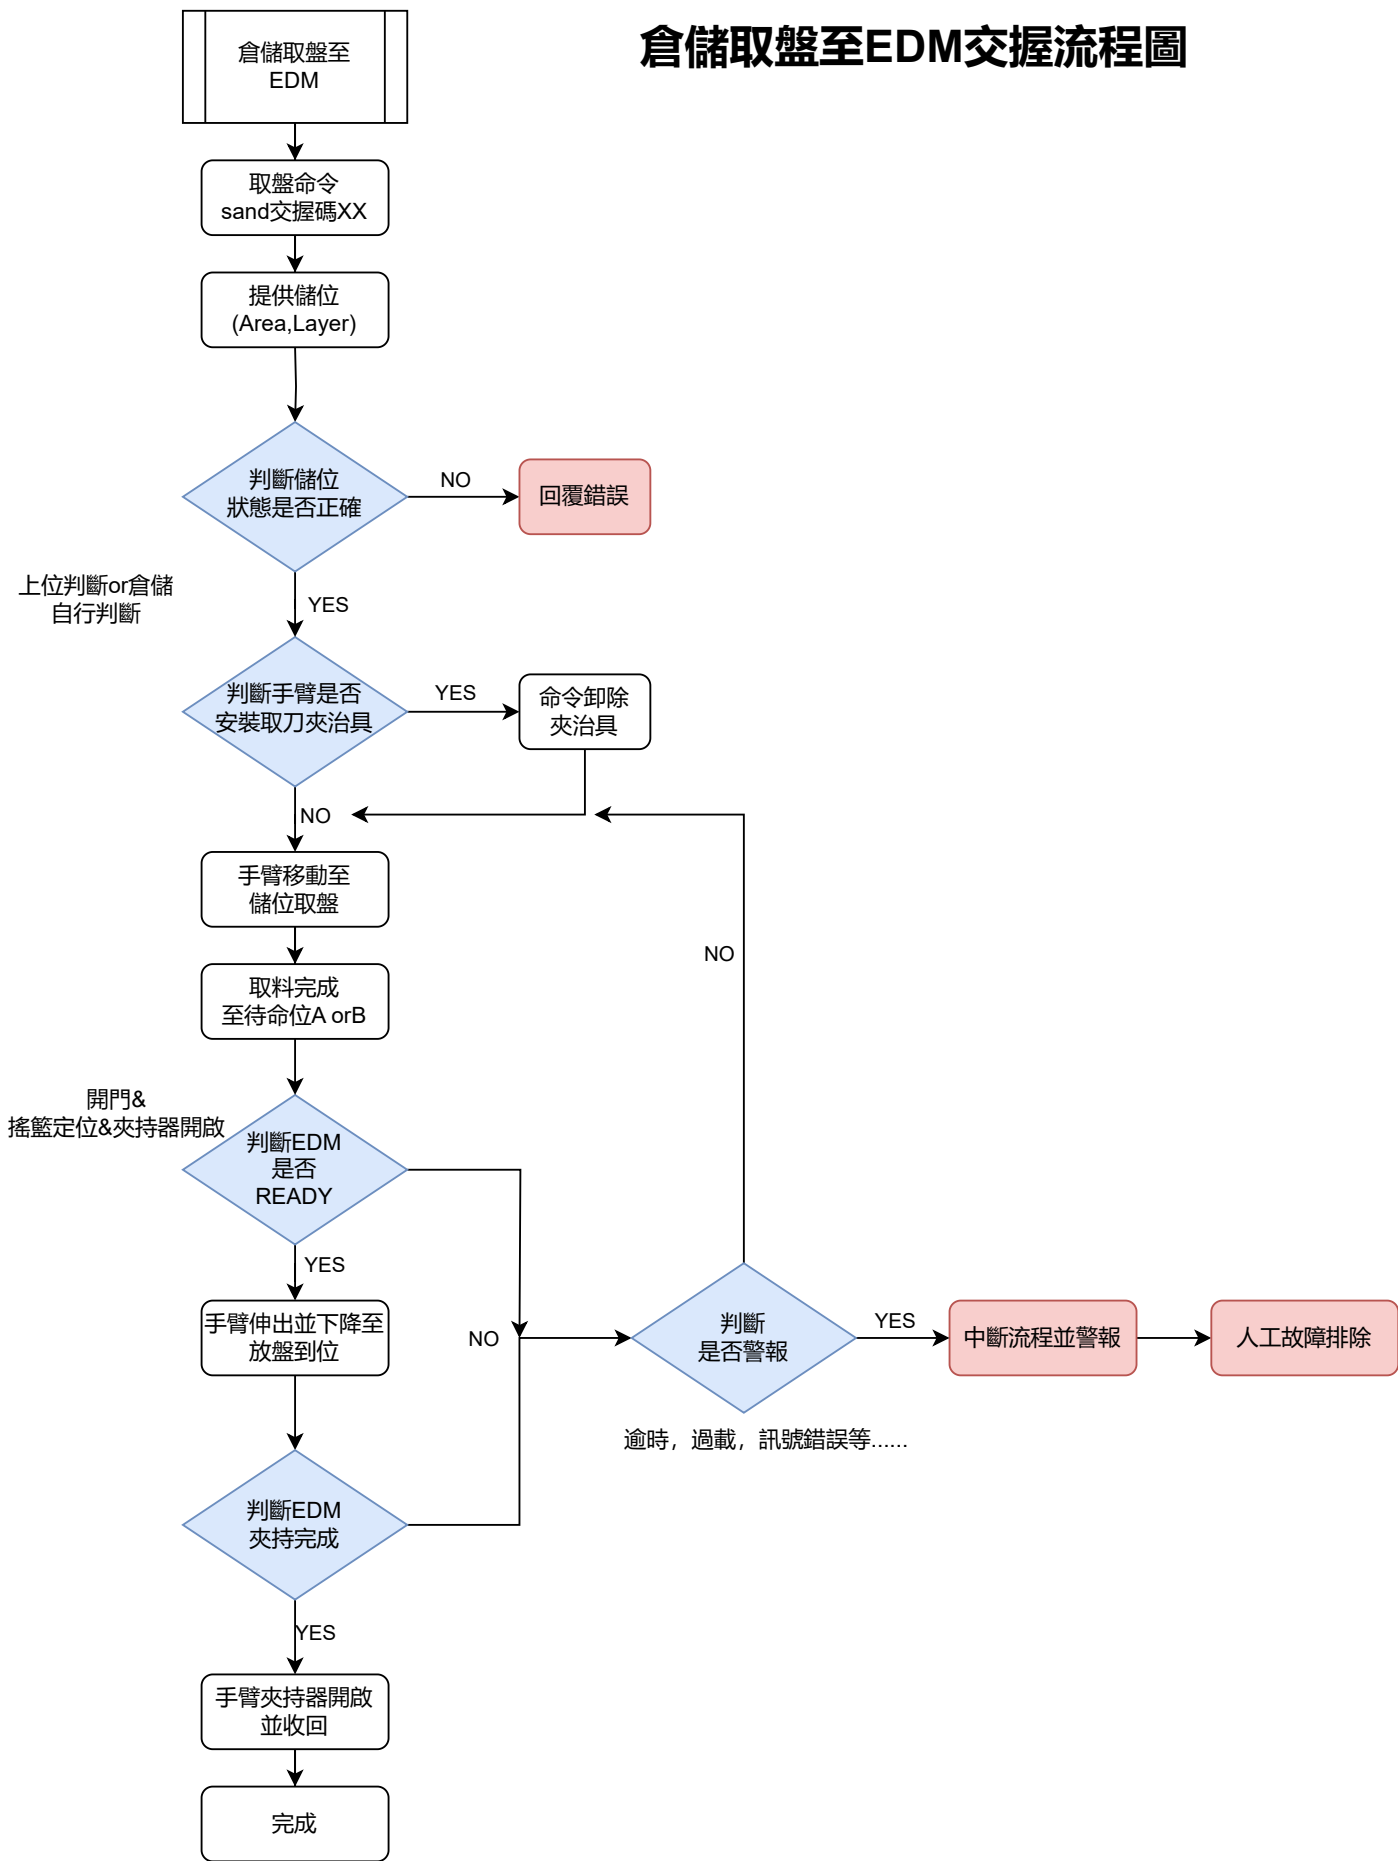 倉儲取盤至EDM交握流程圖
倉儲取盤至
EDM
取盤命令
sand交握碼XX
提供儲位
(Area,Layer)
判斷儲位
狀態是否正確
NO
回覆錯誤
上位判斷or倉儲
自行判斷
YES
判斷手臂是否
安裝取刀夾治具
YES
命令卸除
夾治具
NO
手臂移動至
儲位取盤
NO
取料完成
至待命位A orB
開門&
搖籃定位&夾持器開啟
判斷EDM
是否
READY
YES
手臂伸出並下降至
放盤到位
NO
判斷
是否警報
YES
中斷流程並警報
人工故障排除
逾時，過載，訊號錯誤等......
判斷EDM
夾持完成
YES
手臂夾持器開啟
並收回
完成